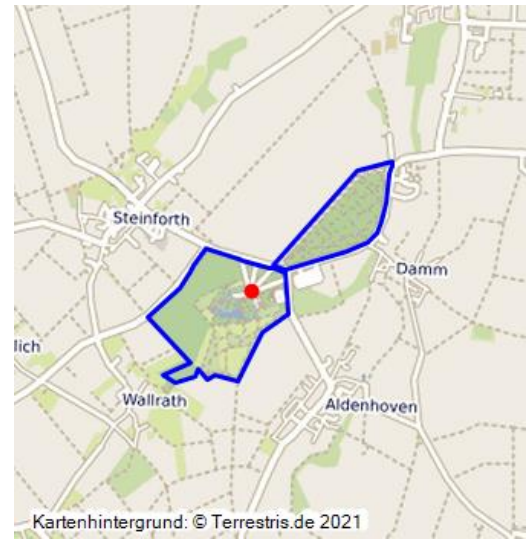 Steinforth
Damm
lich
Wallrath
Aldenhoven
Kartenhintergrund: © Terrestris.de 2021